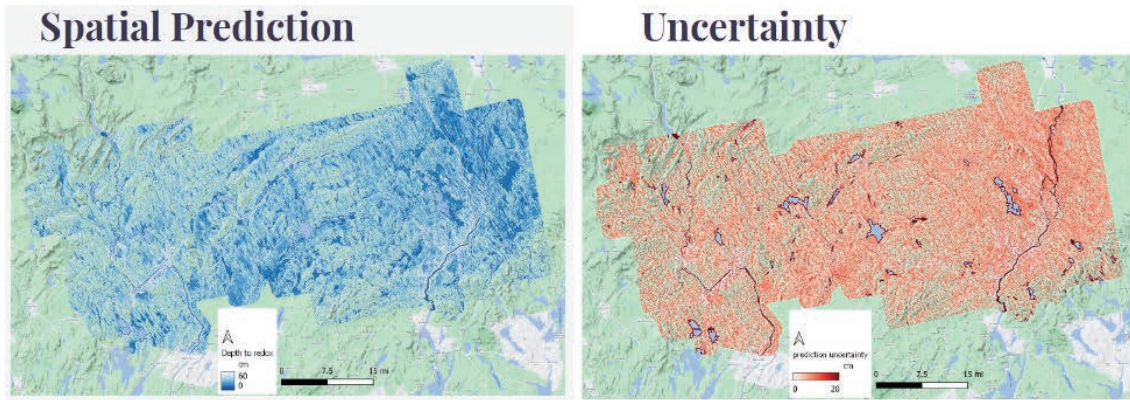 Spatial Prediction
Uncertainty
Depth to redox
cm
60
0
0 7.5 15 mi
prediction uncertainty
cm
0 20
0 7.5 15 mi